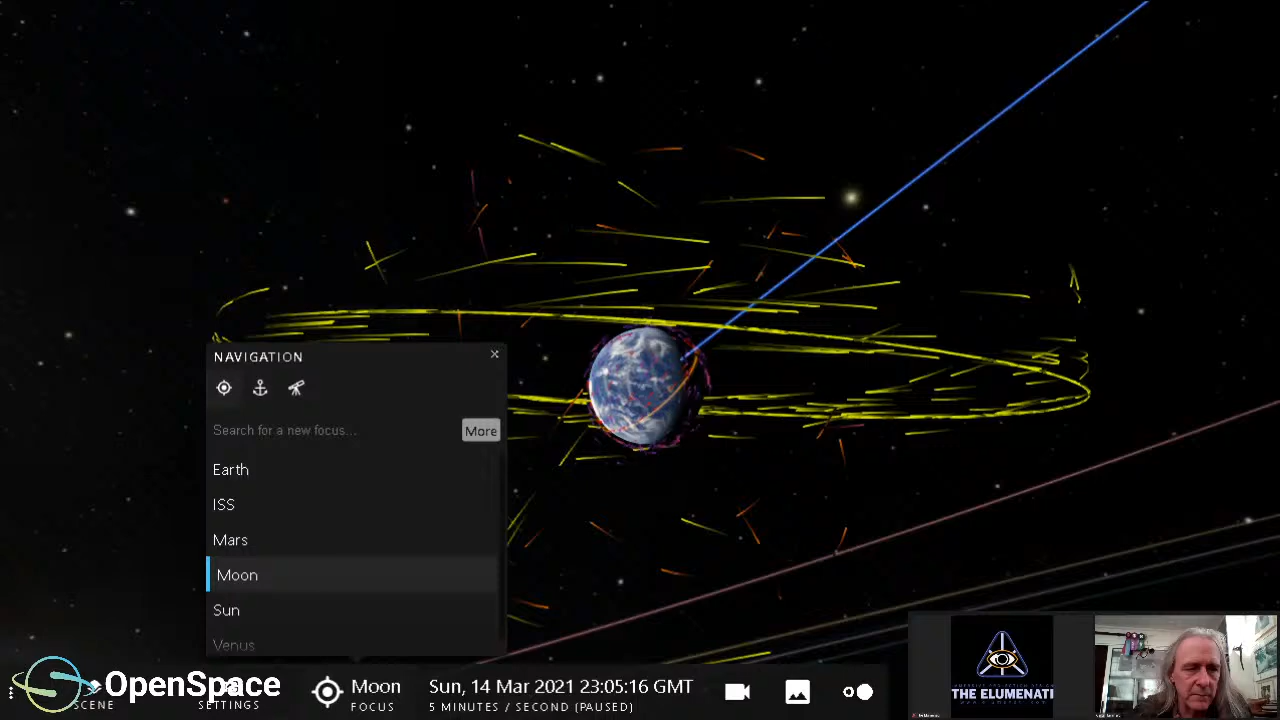 NAVIGATION
Search for a new focus...
More
Earth
ISS
Mars
Moon
Sun
Venus
OpenSpace
SCENE
SETTINGS
Moon
FOCUS
Sun, 14 Mar 2021 23:05:16 GMT
5 MINUTES / SECOND (PAUSED)
THE ELUMENATI